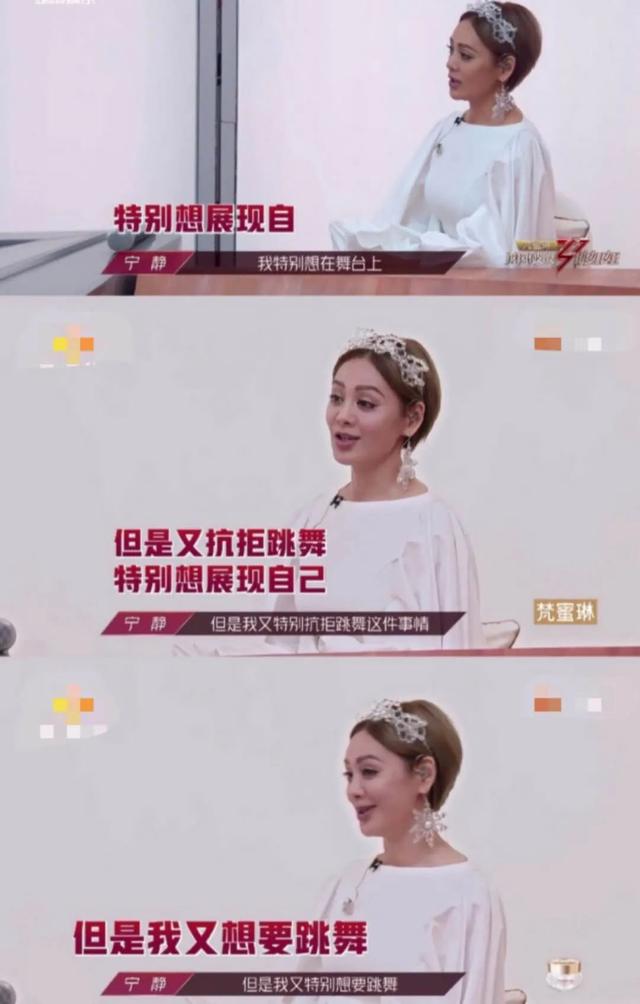 特别想展现自
宁静
我特别想在舞台上
但是又抗拒跳舞
特别想展现自己
梵蜜琳
宁静
但是我又特别抗拒跳舞这件事情
但是我又想要跳舞
宁静
但是我又特别想要跳舞